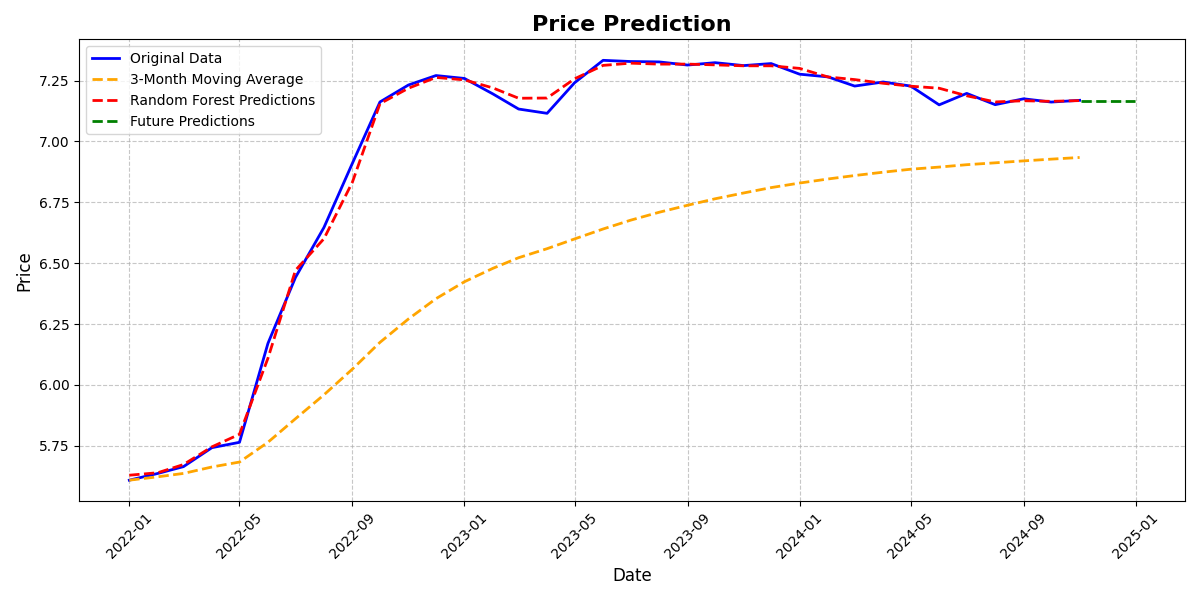 Price Prediction
Original Data
3-Month Moving Average
Random Forest Predictions
Future Predictions
Price
7.25
7.00
6.75
6.50
6.25
6.00
5.75
2022-01
2022-05
2022-09
2023-01
2023-05
2023-09
2024-01
2024-05
2024-09
2025-01
Date